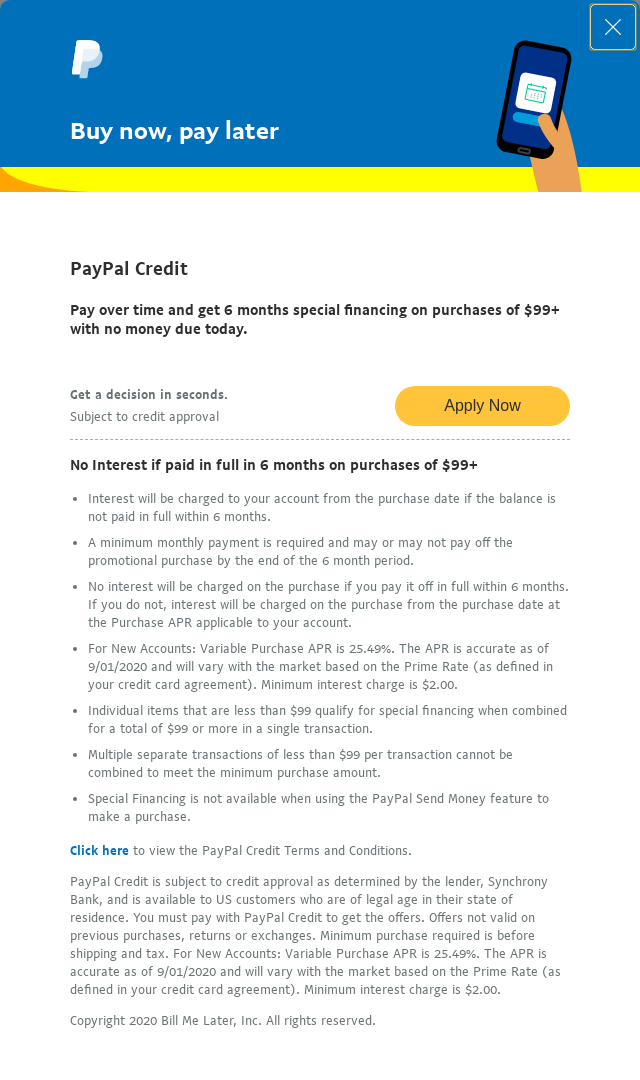 Buy now, pay later
PayPal Credit
Pay over time and get 6 months special financing on purchases of $99+
with no money due today.
Get a decision in seconds.
Subject to credit approval
Apply Now
No Interest if paid in full in 6 months on purchases of $99+
• Interest will be charged to your account from the purchase date if the balance is
not paid in full within 6 months.
• A minimum monthly payment is required and may or may not pay off the
promotional purchase by the end of the 6 month period.
• No interest will be charged on the purchase if you pay it off in full within 6 months.
If you do not, interest will be charged on the purchase from the purchase date at
the Purchase APR applicable to your account.
• For New Accounts: Variable Purchase APR is 25.49%. The APR is accurate as of
9/01/2020 and will vary with the market based on the Prime Rate (as defined in
your credit card agreement). Minimum interest charge is $2.00.
• Individual items that are less than $99 qualify for special financing when combined
for a total of $99 or more in a single transaction.
• Multiple separate transactions of less than $99 per transaction cannot be
combined to meet the minimum purchase amount.
• Special Financing is not available when using the PayPal Send Money feature to
make a purchase.
Click here to view the PayPal Credit Terms and Conditions.
PayPal Credit is subject to credit approval as determined by the lender, Synchrony
Bank, and is available to US customers who are of legal age in their state of
residence. You must pay with PayPal Credit to get the offers. Offers not valid on
previous purchases, returns or exchanges. Minimum purchase required is before
shipping and tax. For New Accounts: Variable Purchase APR is 25.49%. The APR is
accurate as of 9/01/2020 and will vary with the market based on the Prime Rate (as
defined in your credit card agreement). Minimum interest charge is $2.00.
Copyright 2020 Bill Me Later, Inc. All rights reserved.